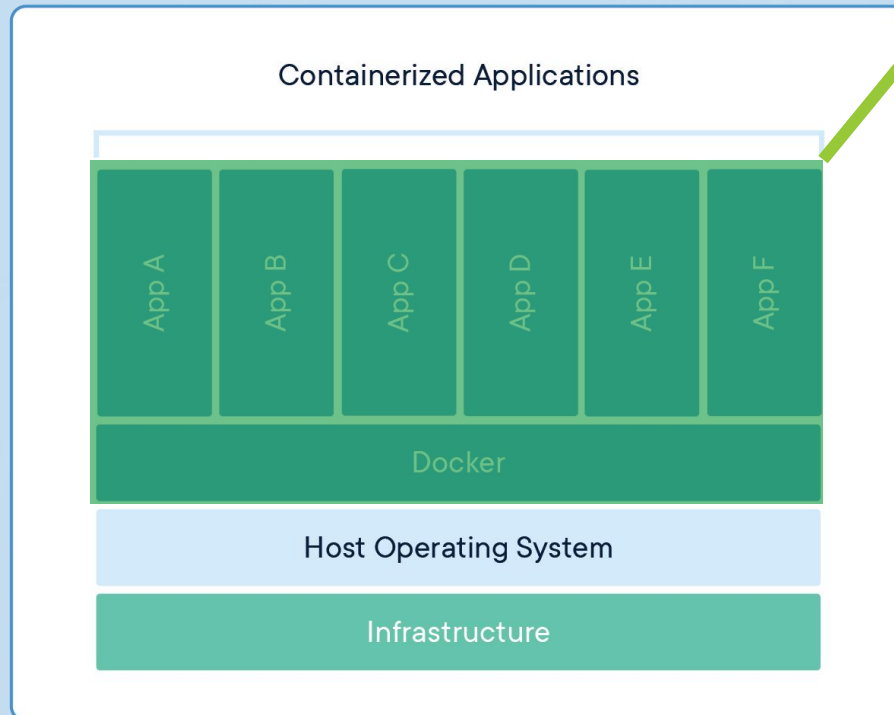 Containerized Applications
App A
App B
App C
App D
App E
App F
Docker
Host Operating System
Infrastructure